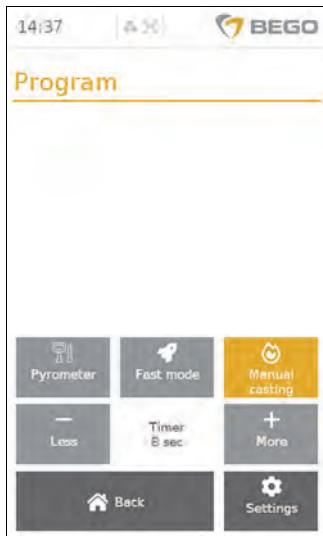 14:37 BEGO
Program
Pyrometer Fast mode Manual
casting
Less Timer
8 sec More
Back Settings